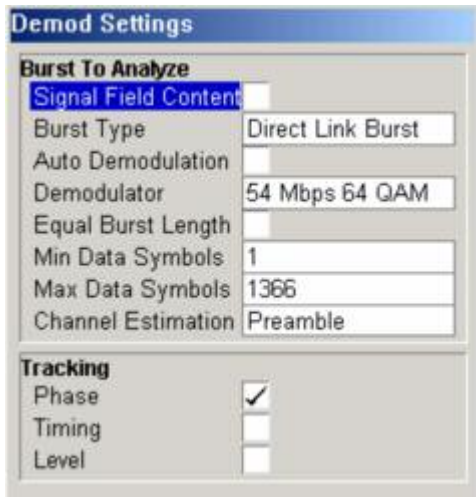 Demod Settings
Burst To Analyze
Signal Field Content
Burst Type Direct Link Burst
Auto Demodulation
Demodulator 54 Mbps 64 QAM
Equal Burst Length
Min Data Symbols 1
Max Data Symbols 1366
Channel Estimation Preamble
Tracking
Phase ✓
Timing
Level